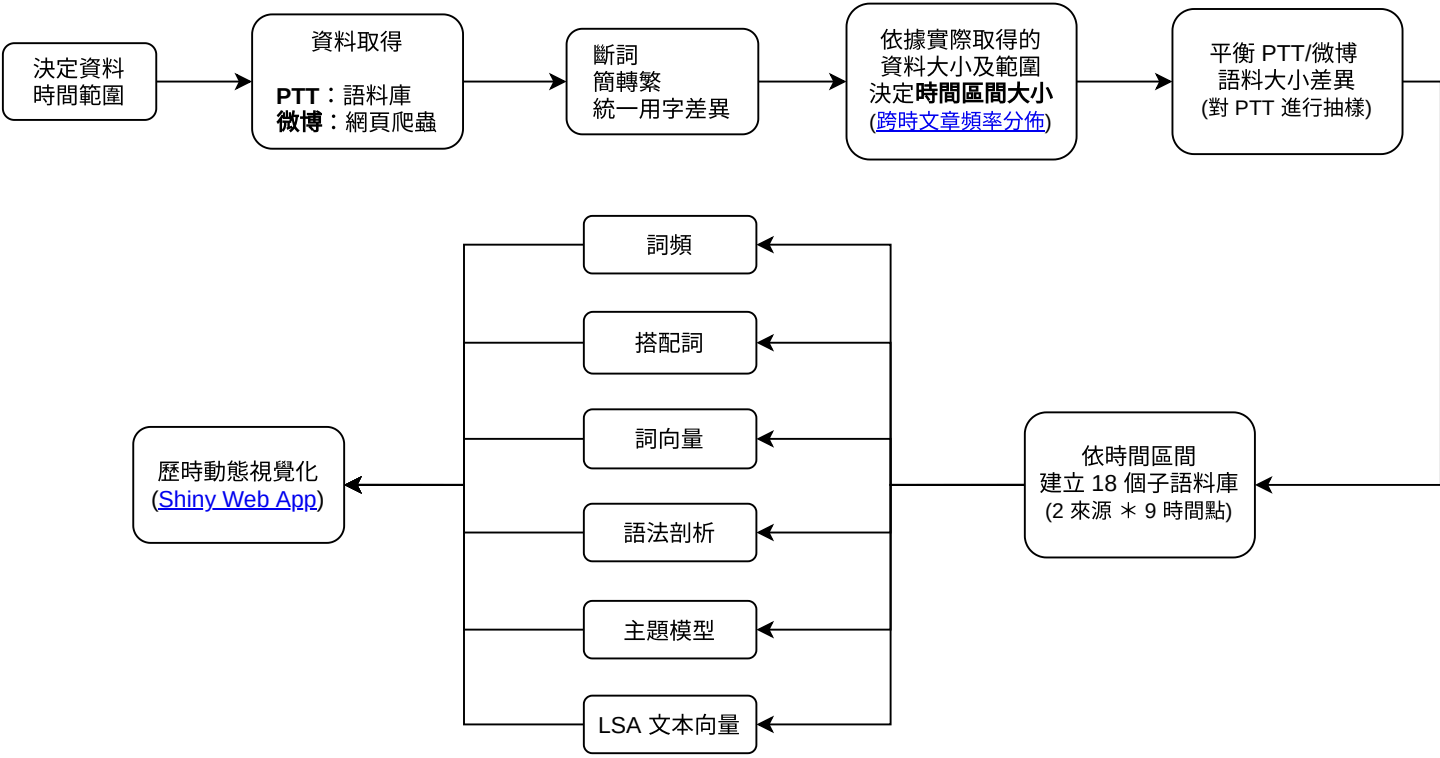 決定資料
時間範圍
資料取得
PTT：語料庫
微博：網頁爬蟲
斷詞
簡轉繁
統一用字差異
依據實際取得的
資料大小及範圍
決定時間區間大小
(跨時文章頻率分佈)
平衡 PTT/微博
語料大小差異
(對 PTT 進行抽樣)
依時間區間
建立 18 個子語料庫
(2 來源 ＊ 9 時間點)
詞頻
搭配詞
詞向量
語法剖析
主題模型
LSA 文本向量
歷時動態視覺化
(Shiny Web App)